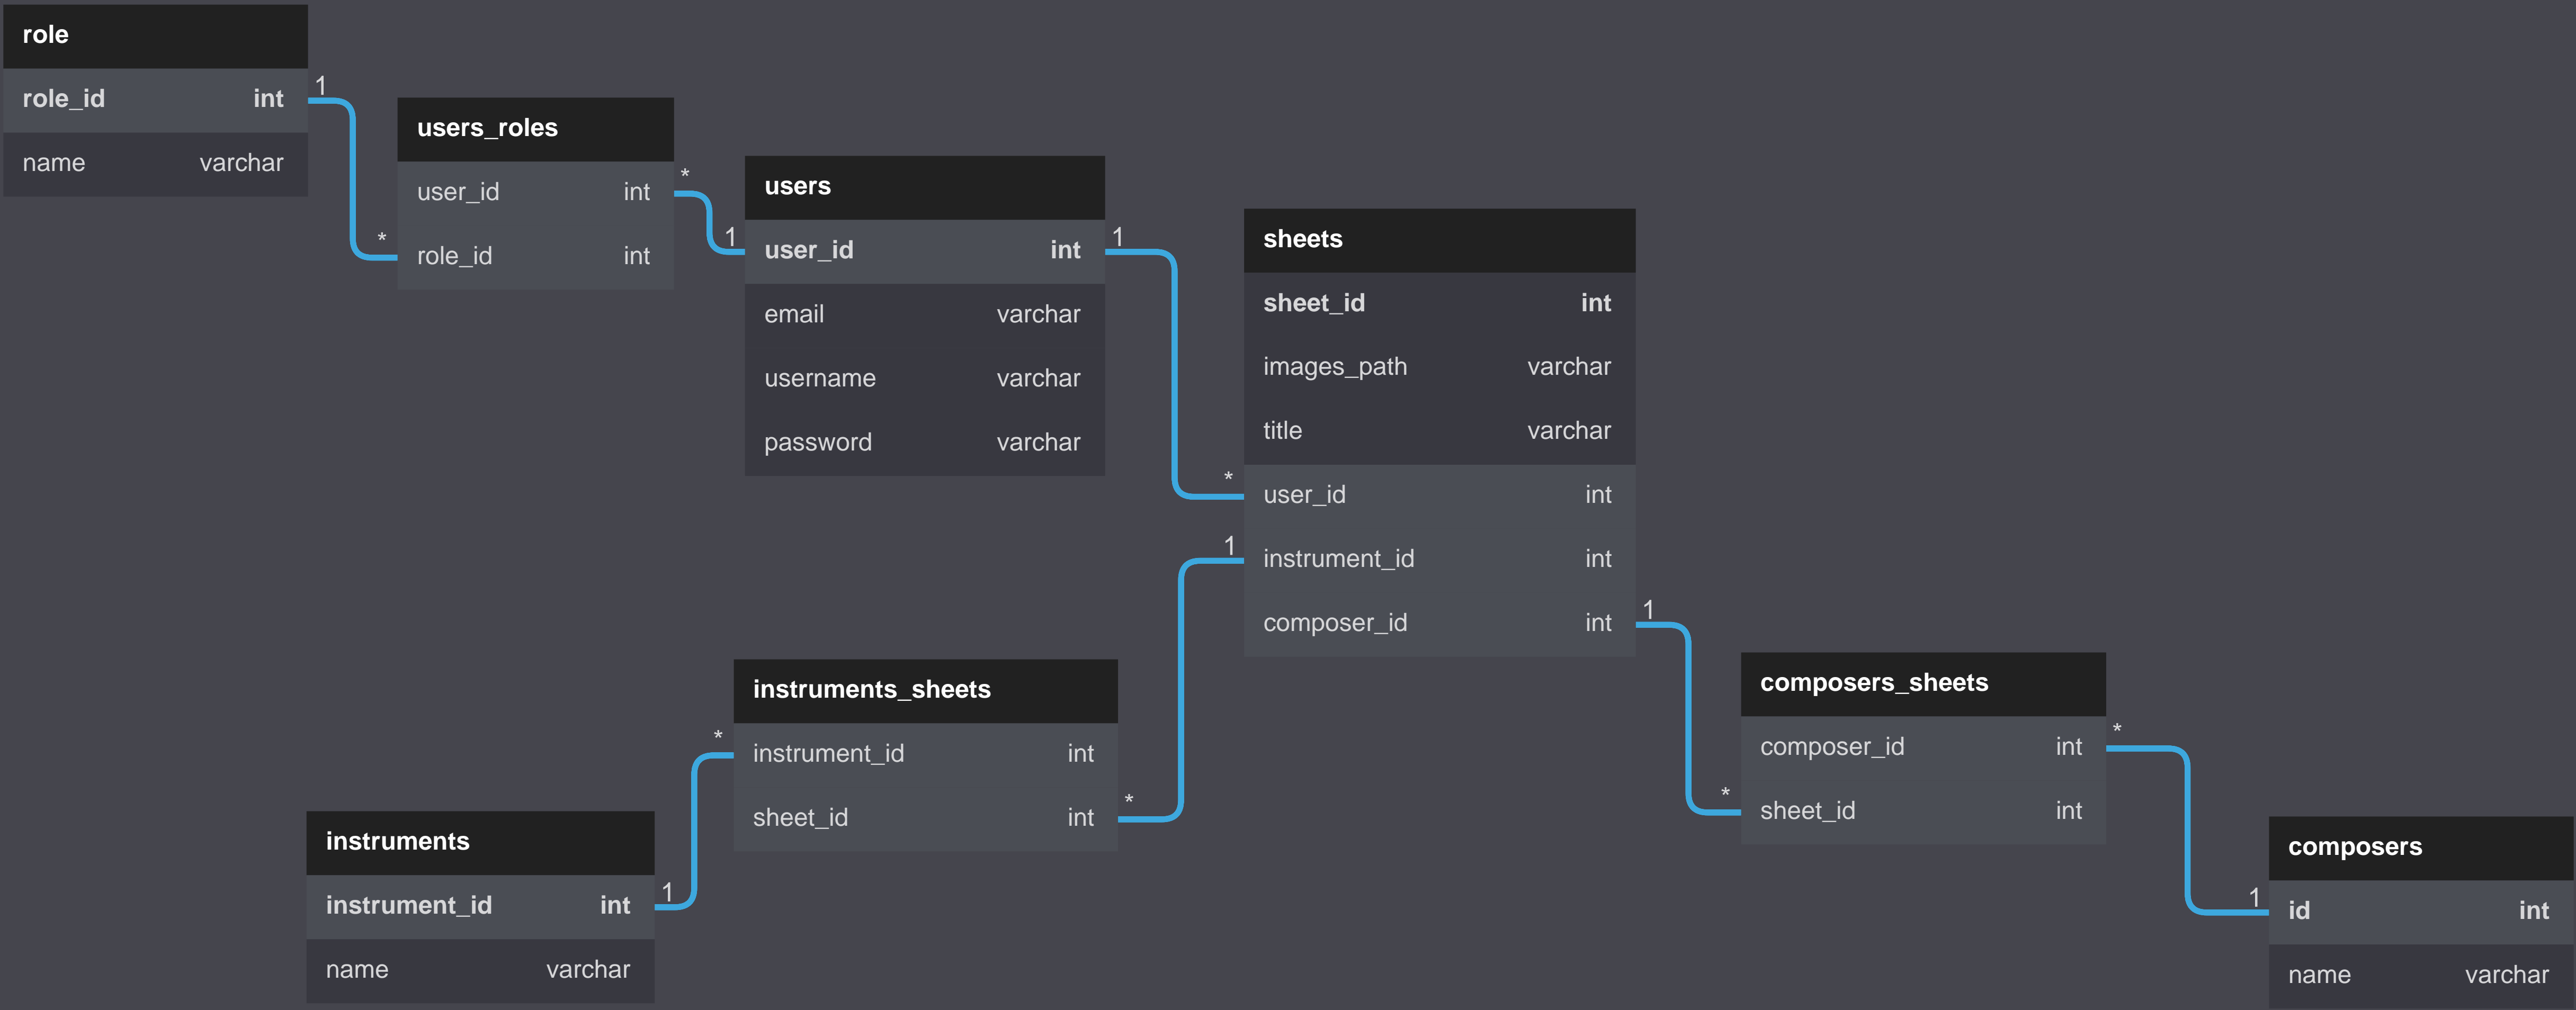 role
role_id int
name varchar
1
*
users_roles
user_id int
role_id int
*
1
users
user_id int
email varchar
username varchar
password varchar
1
*
sheets
sheet_id int
images_path varchar
title varchar
user_id int
instrument_id int
composer_id int
1
1
*
instruments_sheets
instrument_id int
sheet_id int
*
*
instruments
instrument_id int
name varchar
1
composers_sheets
composer_id int
sheet_id int
*
1
composers
id int
name varchar